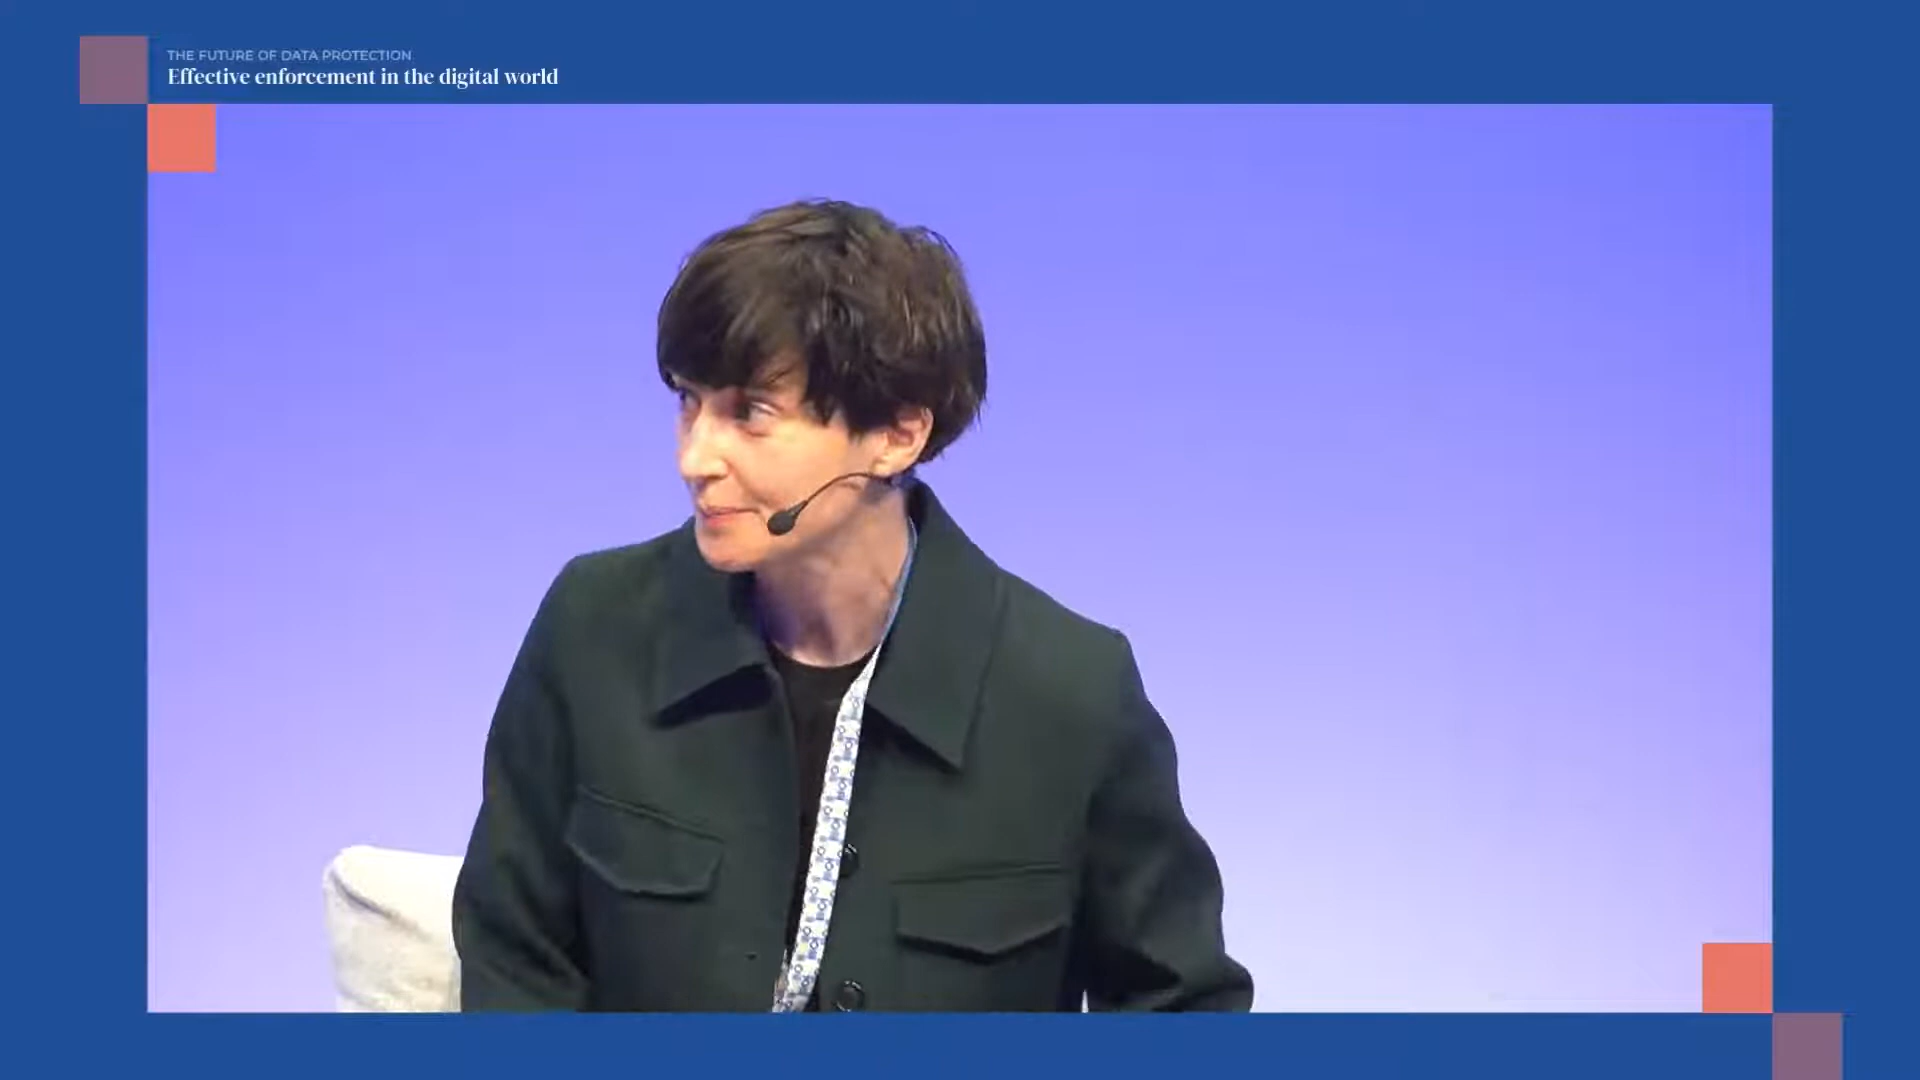 THE FUTURE OF DATA PROTECTION
Effective enforcement in the digital world